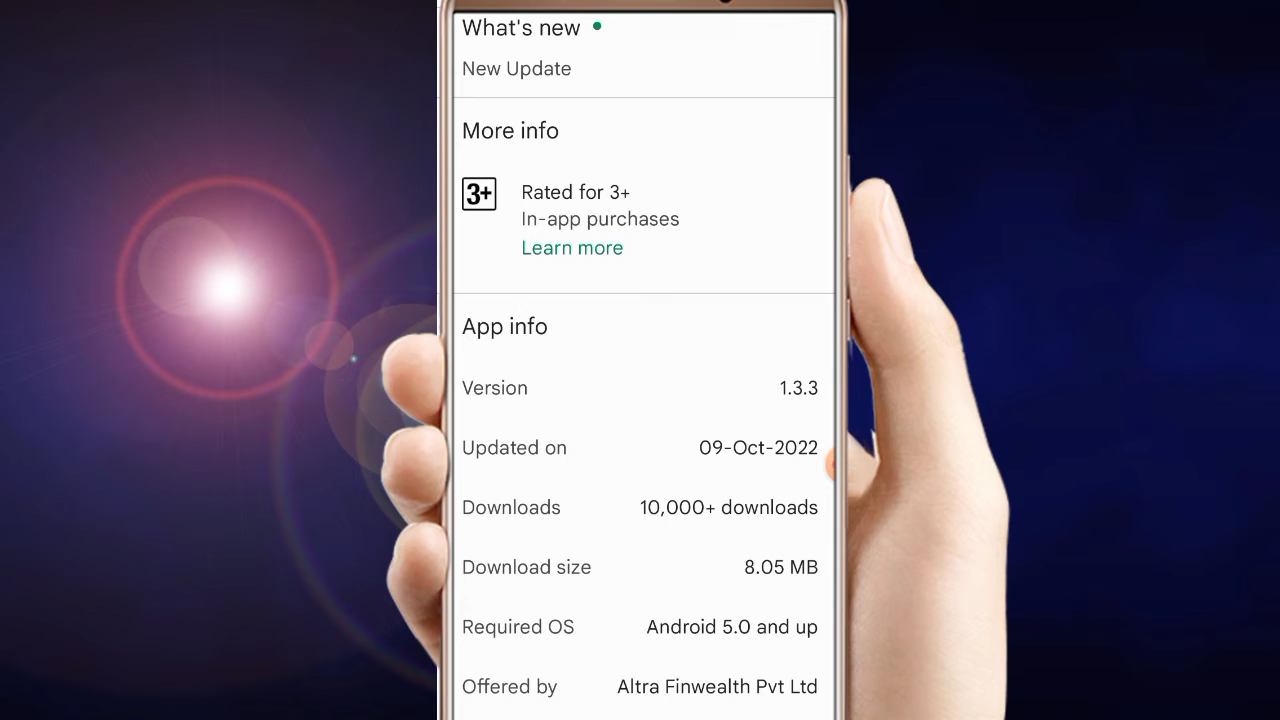 What's new
New Update
More info
3+
Rated for 3+
In-app purchases
Learn more
App info
Version 1.3.3
Updated on 09-Oct-2022
Downloads 10,000+ downloads
Download size 8.05 MB
Required OS Android 5.0 and up
Offered by Altra Finwealth Pvt Ltd